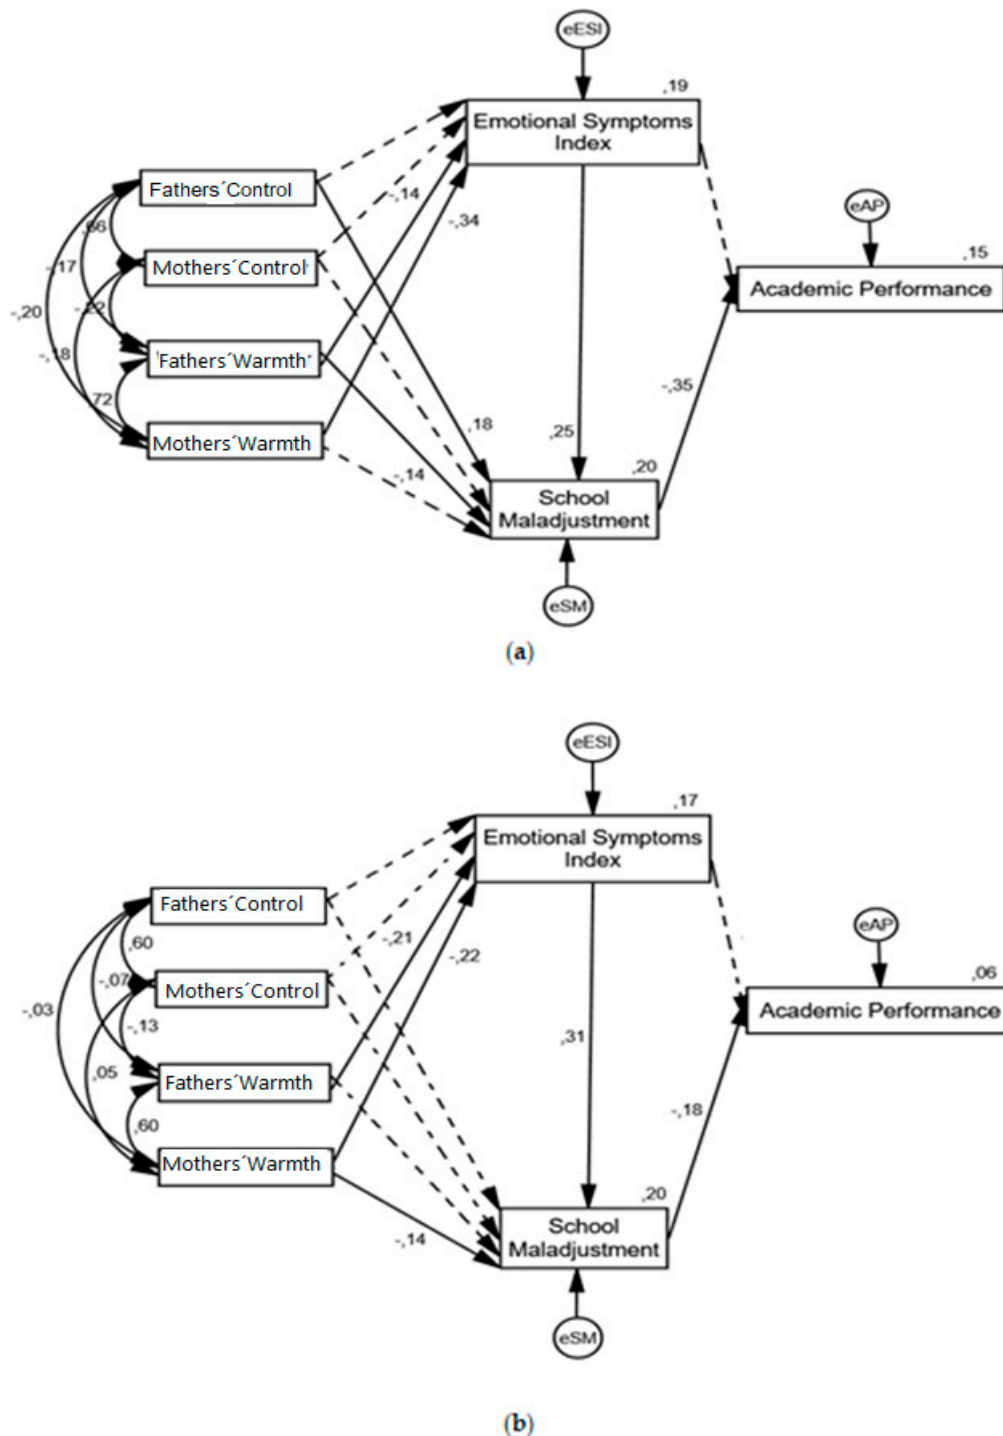 eESI
,19
Emotional Symptoms
Index
Fathers´Control
-,14
,66
-,34
eAP
Mothers´Control
,15
-,17
Academic Performance
-,20
-,22
-,18
'Fathers´Warmth'
,72
-,35
Mothers´Warmth
,18
,25
-,14
,20
School
Maladjustment
eSM
(a)
eESI
,17
Emotional Symptoms
Index
Fathers´Control
-,21
,60
-,22
eAP
Mothers´Control
,06
-,07
-,03
Academic Performance
-,13
,31
,05
Fathers´Warmth
-,18
,60
Mothers´Warmth
,20
-,14
School
Maladjustment
eSM
(b)